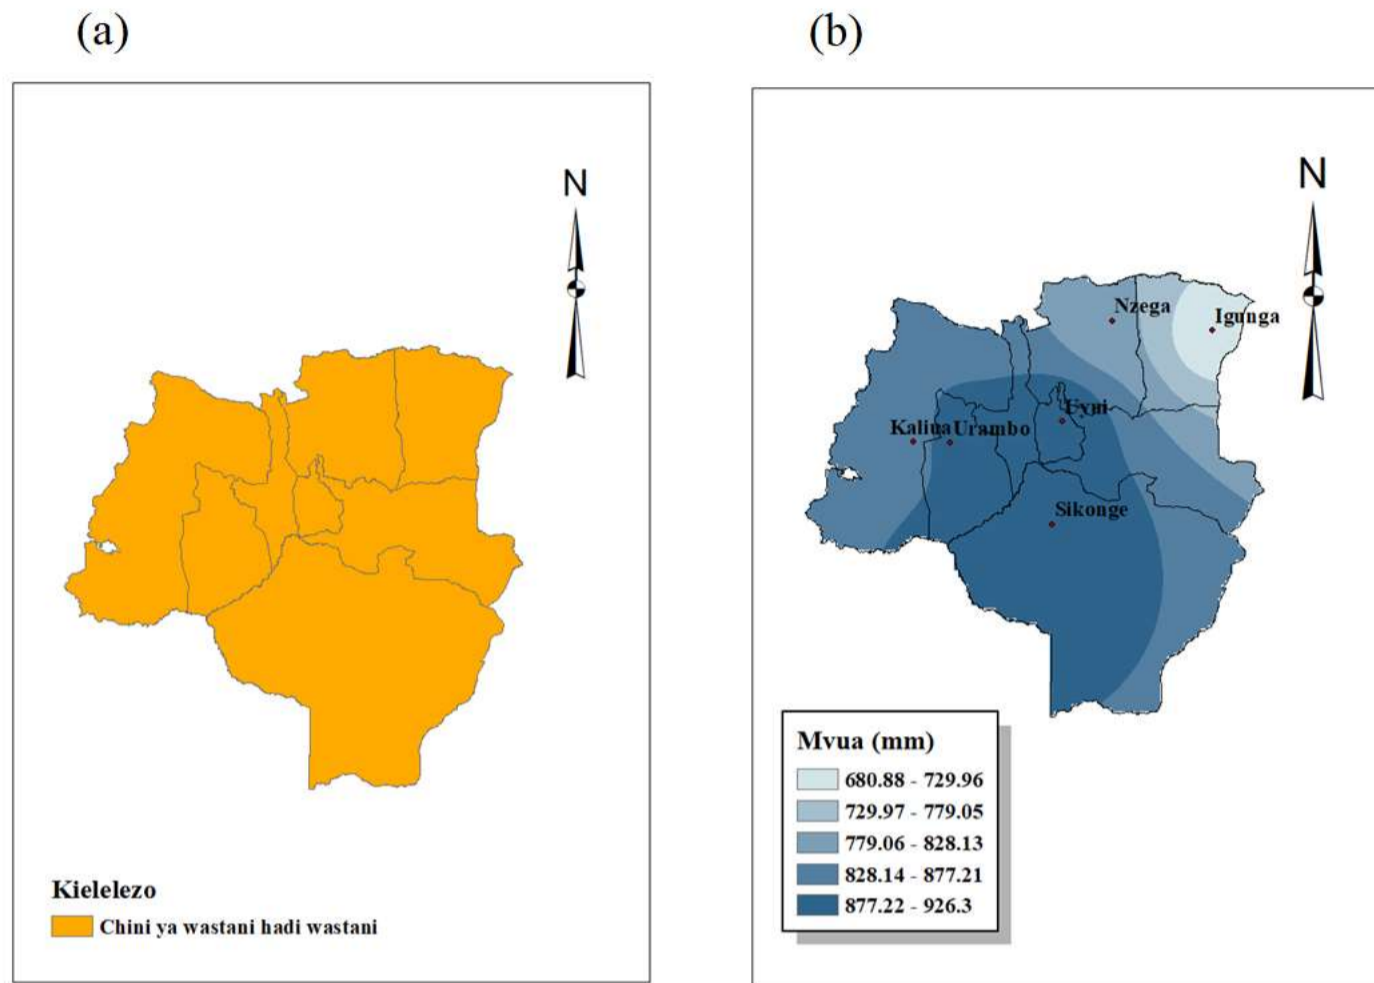 (a)
(b)
N
N
Nzega
Igunga
Uyui
Kaliua
Urambo
Sikonge
Kielelezo
Chini ya wastani hadi wastani
Mvua (mm)
680.88 - 729.96
729.97 - 779.05
779.06 - 828.13
828.14 - 877.21
877.22 - 926.3